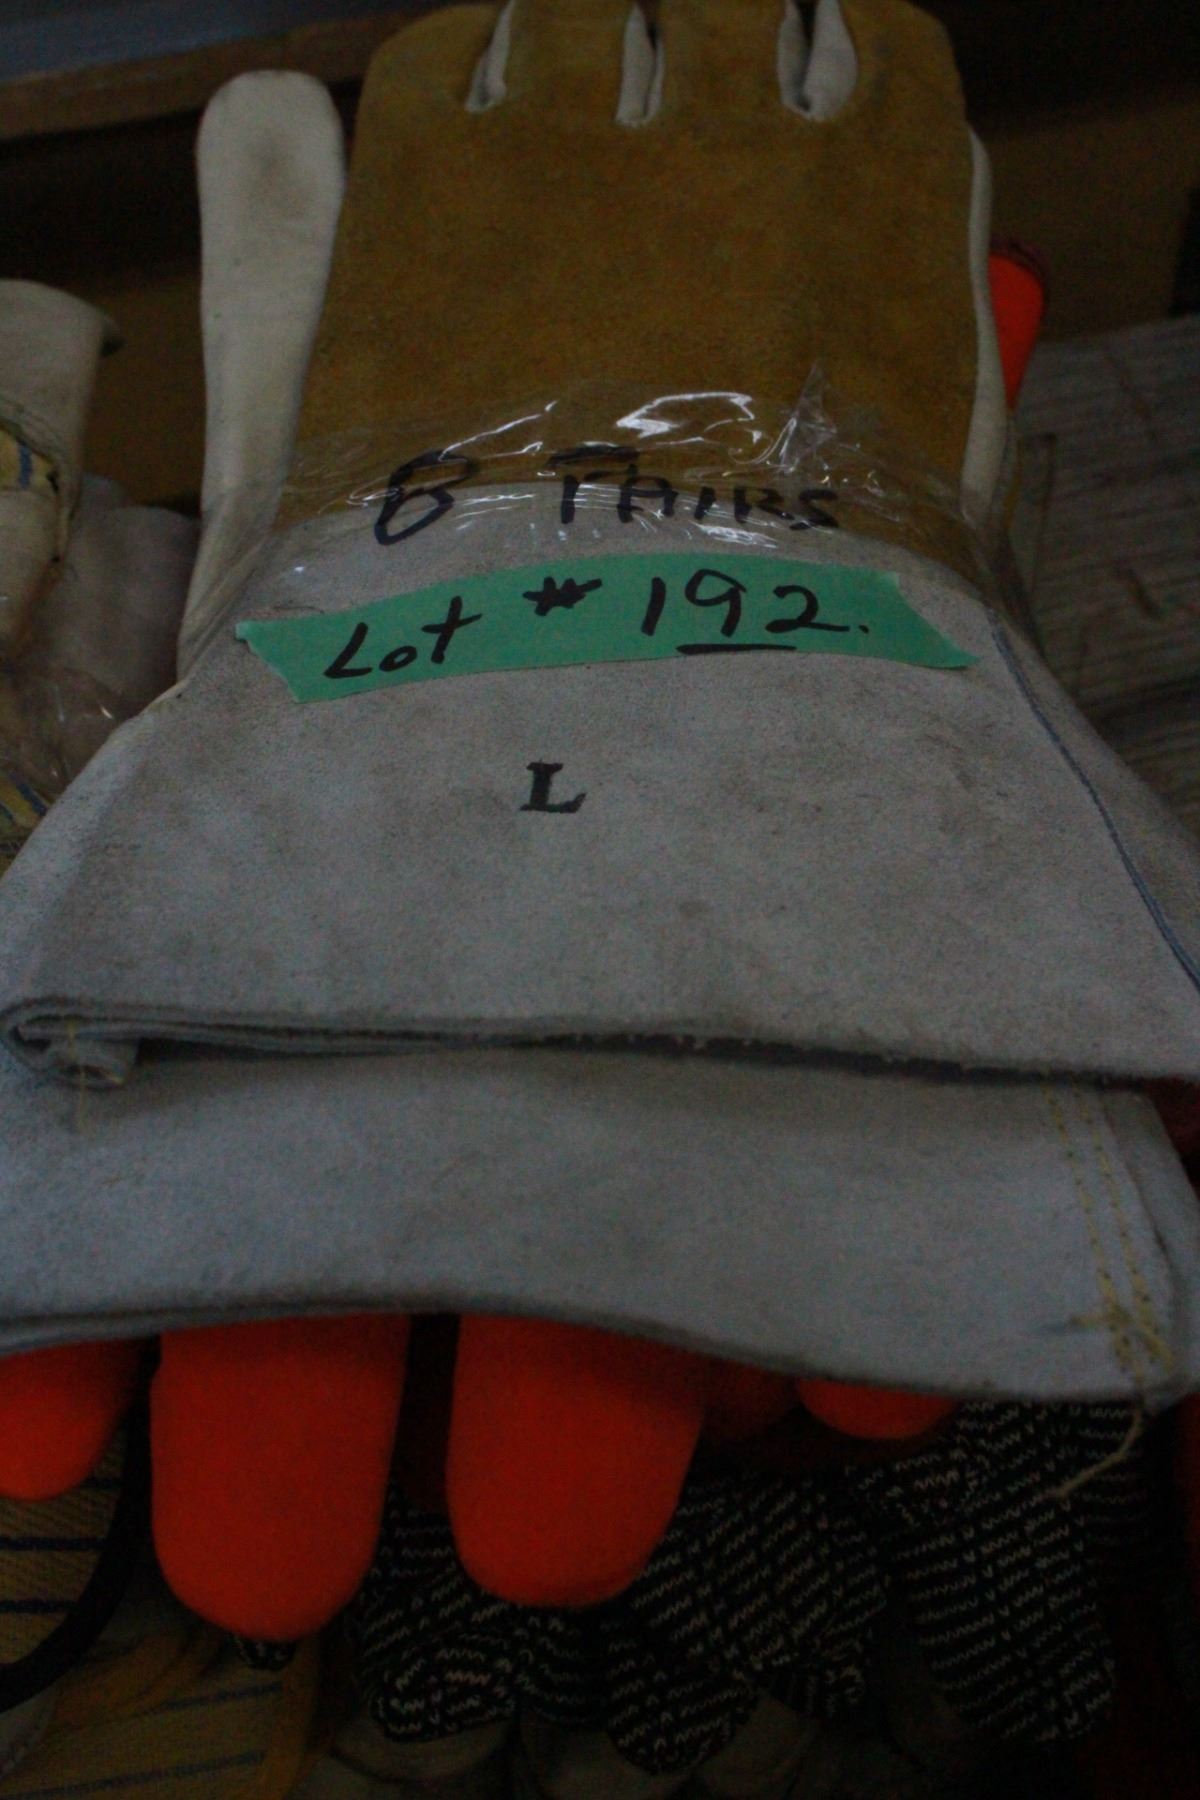 8 PAIRS
Lot # 192.
L